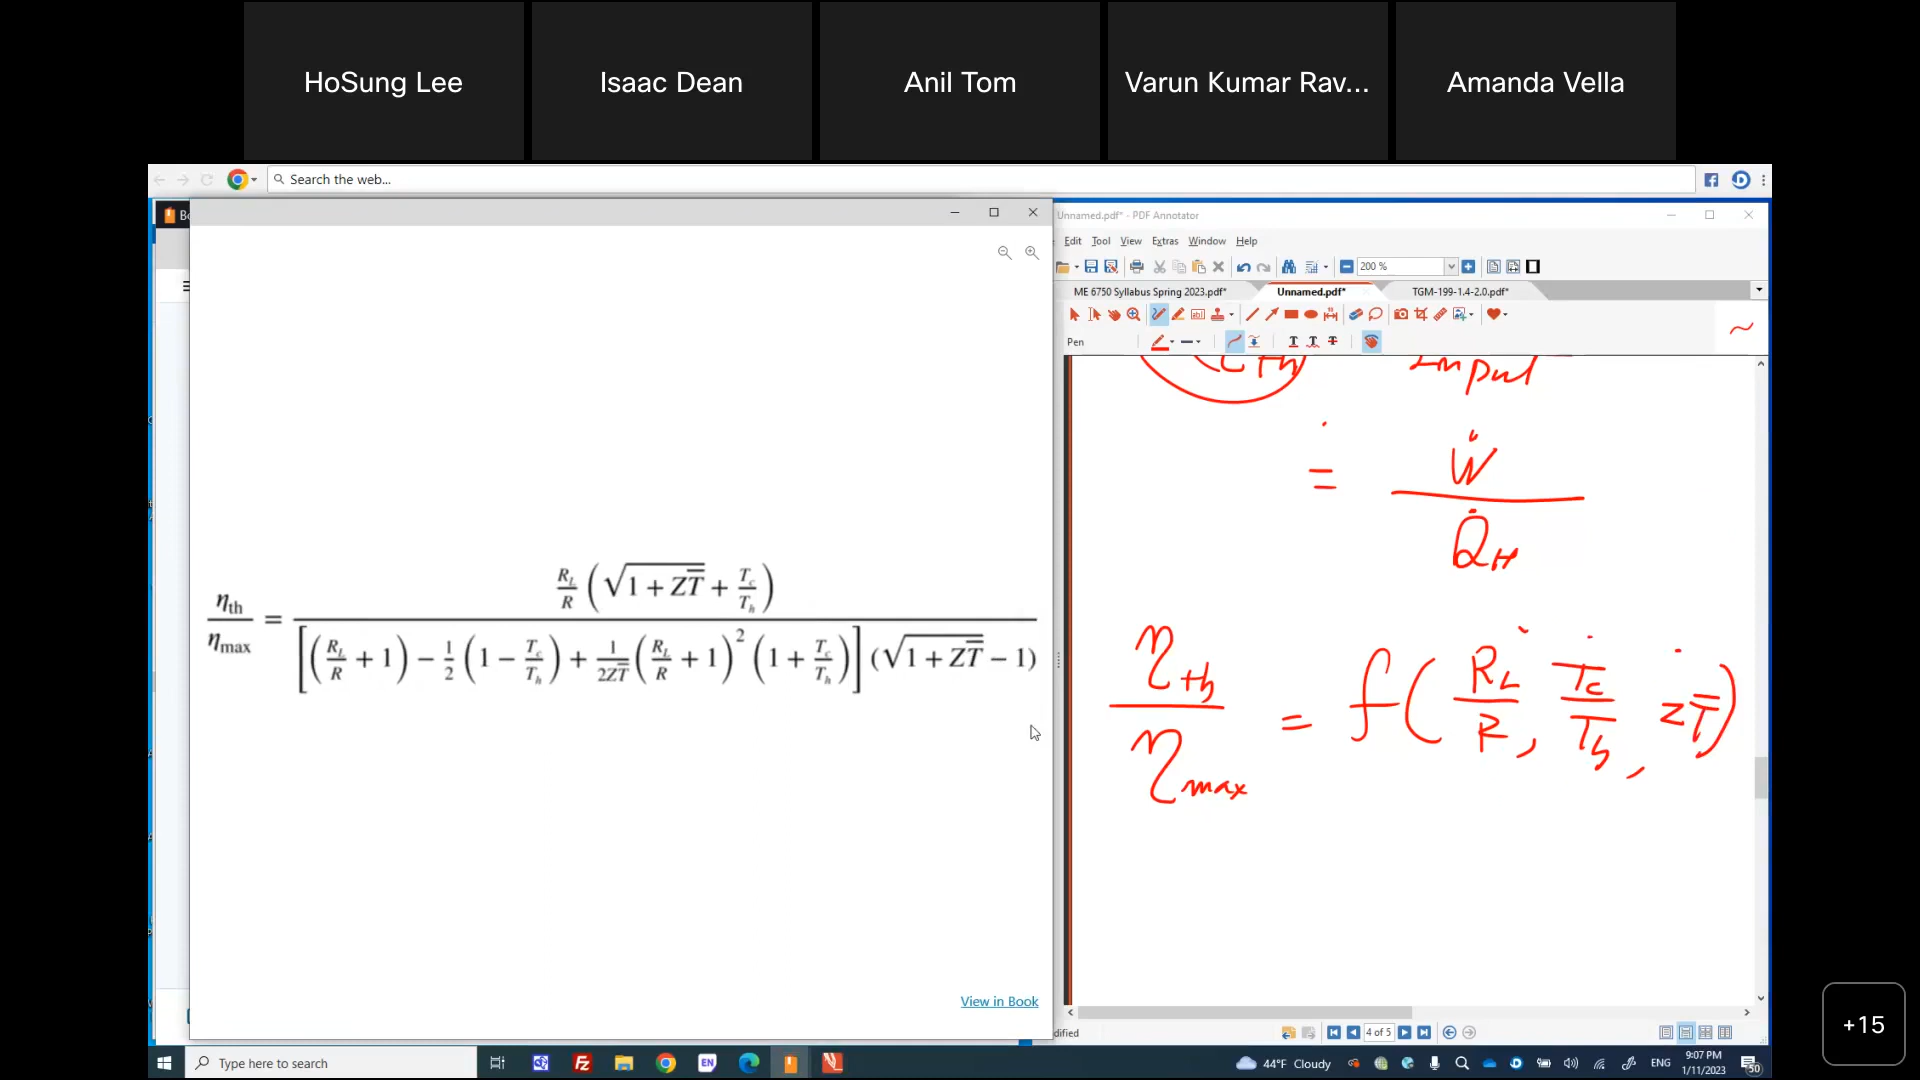 HoSung Lee
Isaac Dean
Anil Tom
Varun Kumar Rav...
Amanda Vella
Search the web...
Unnamed.pdf* - PDF Annotator
Edit Tool View Extras Window Help
200 %
ME 6750 Syllabus Spring 2023.pdf*
Unnamed.pdf*
TGM-199-1.4-2.0.pdf*
Pen
Input
= Ẇ / Q̇_H
η_th / η_max = [R_L/R (√(1 + ZT̅) + T_c/T_h)] / {[(R_L/R + 1) − 1/2 (1 − T_c/T_h) + 1/(2ZT̅) (R_L/R + 1)² (1 + T_c/T_h)] (√(1 + ZT̅) − 1)}
η_th / η_max = f(R_L/R, T_c/T_h, ZT̅)
View in Book
4 of 5
+15
Type here to search
EN
44°F Cloudy
ENG
9:07 PM
1/11/2023
50